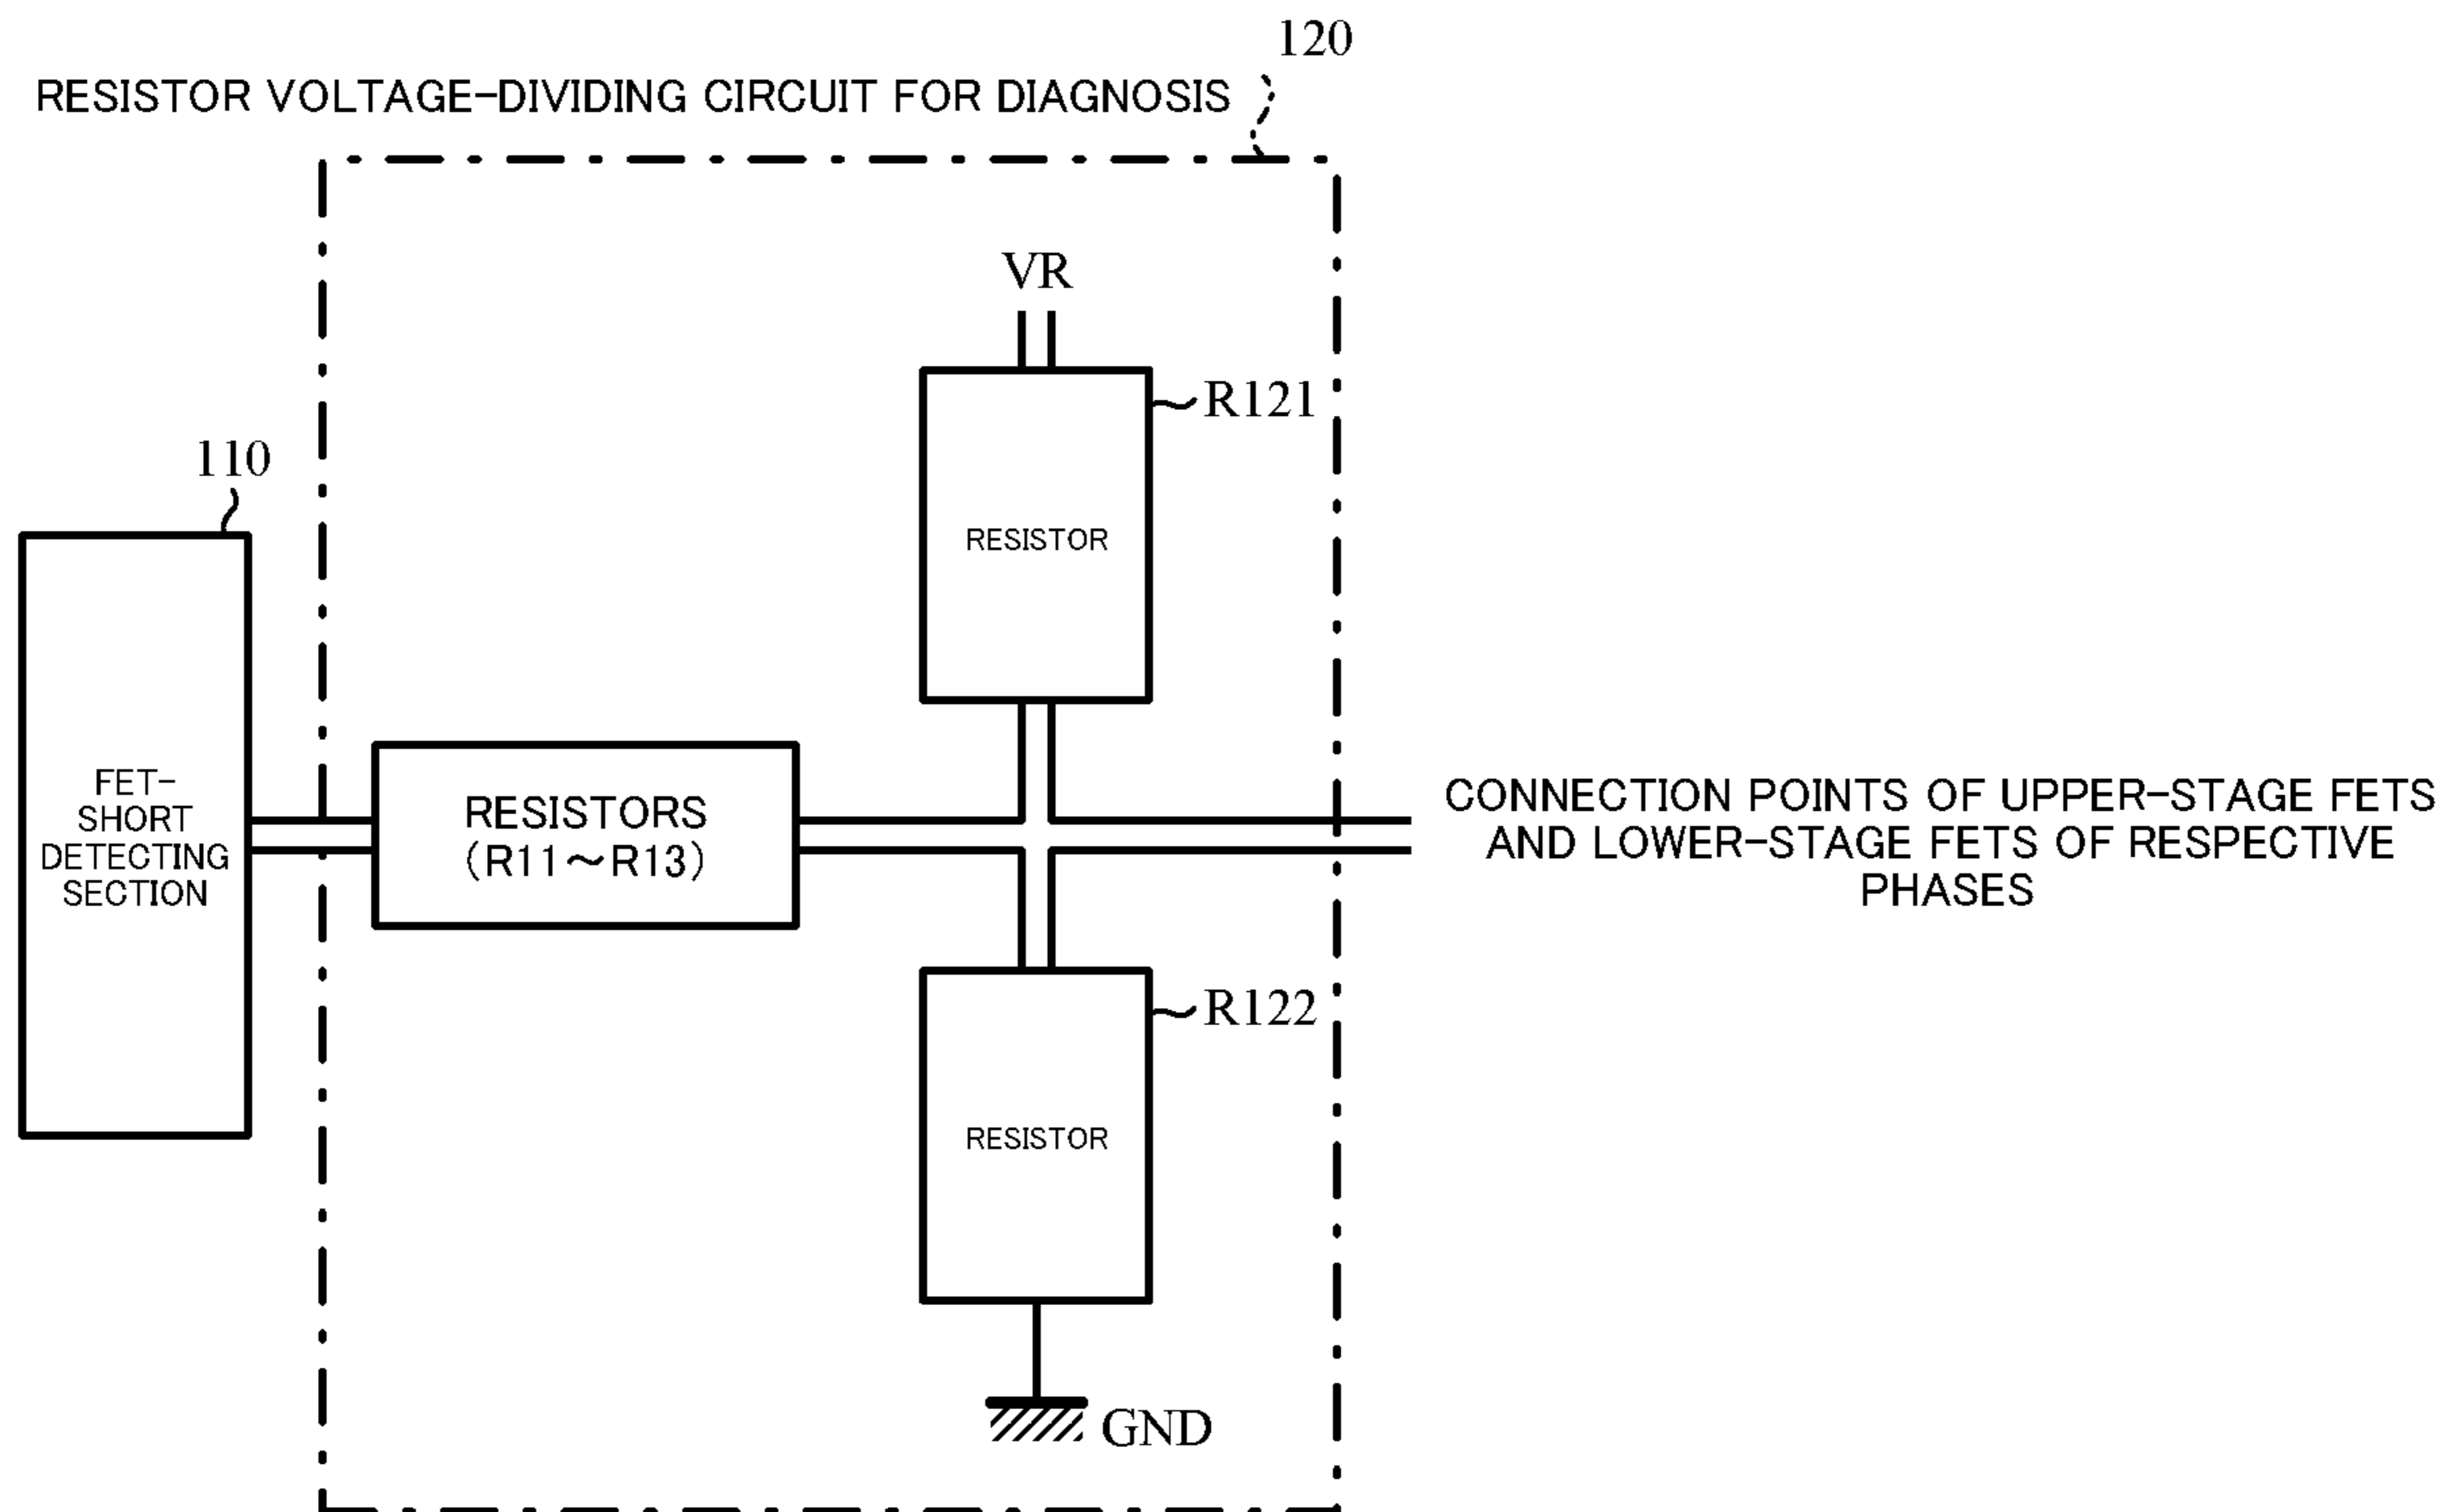 120
RESISTOR VOLTAGE-DIVIDING CIRCUIT FOR DIAGNOSIS
VR
R121
110
RESISTOR
FET-
SHORT
DETECTING
SECTION
RESISTORS
(R11～R13)
CONNECTION POINTS OF UPPER-STAGE FETS
AND LOWER-STAGE FETS OF RESPECTIVE
PHASES
R122
RESISTOR
GND